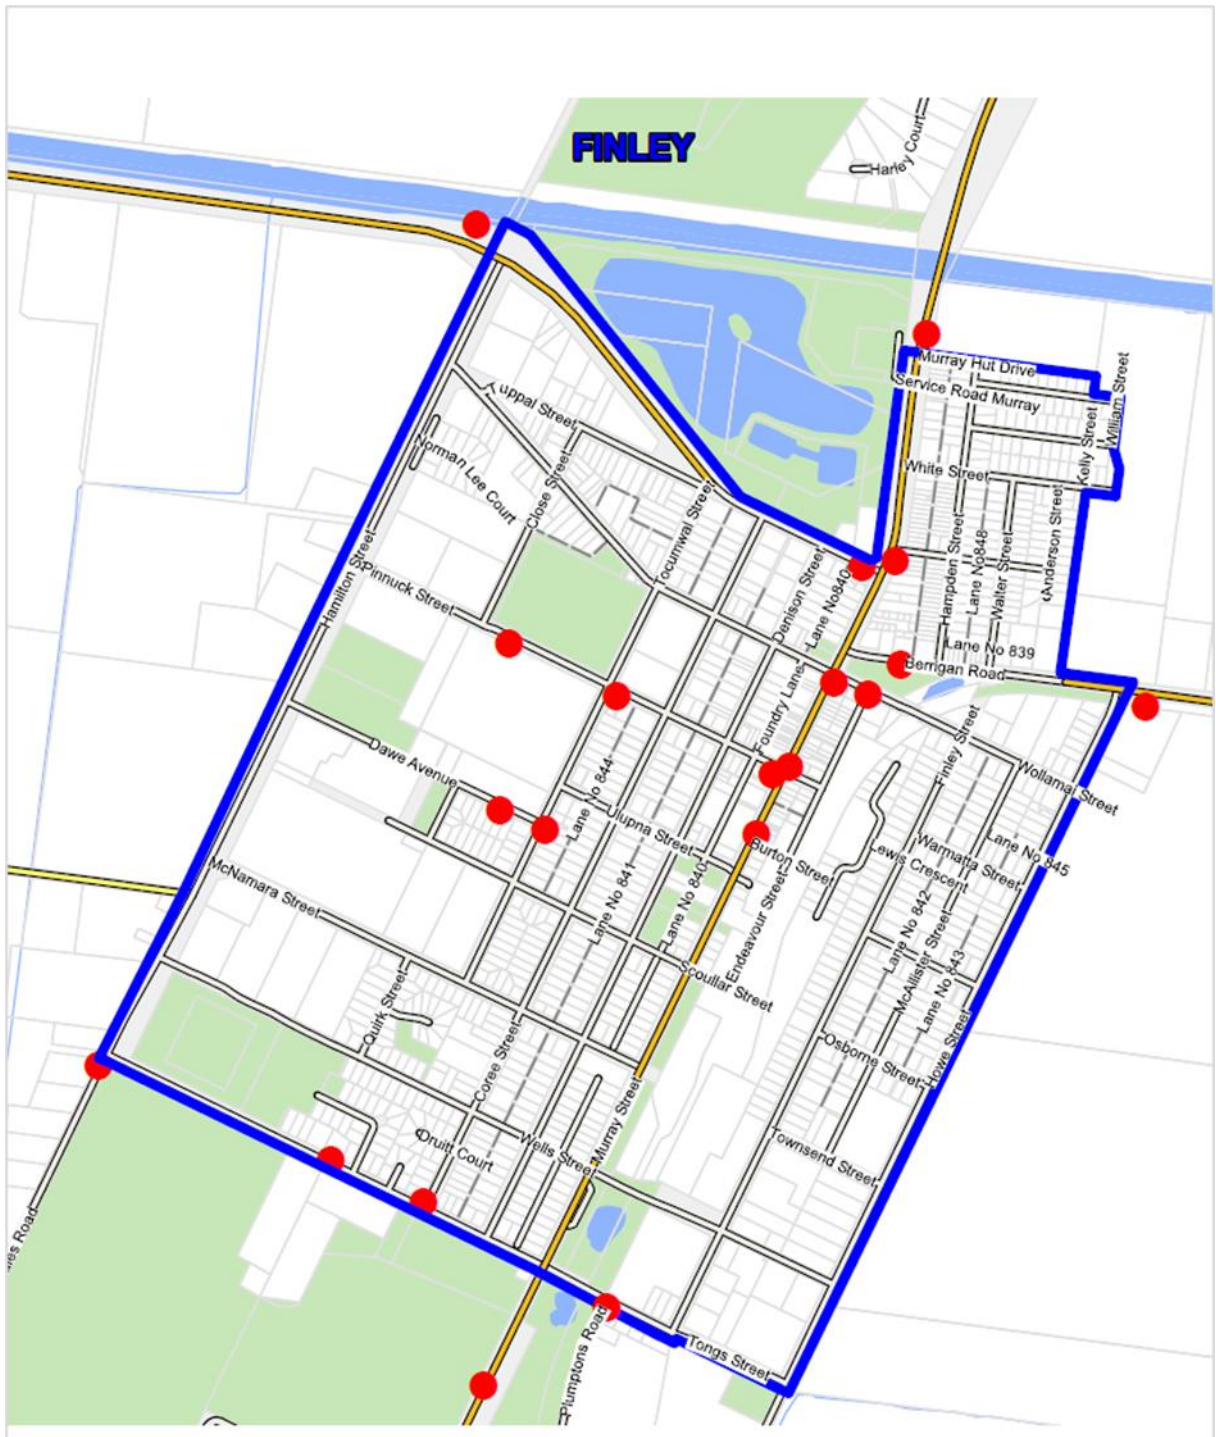 FINLEY
Harley Court
Murray Hut Drive
Service Road Murray
William Street
Kelly Street
uppal Street
Norman Lee Court
Close Street
White Street
Tocumwal Street
Anderson Street
Hampden Street
Lane No848
Walter Street
Hamilton Street
Pinnuck Street
Denison Street
Lane No840
Lane No 839
Berrigan Road
Foundry Lane
Finley Street
Wollamai Street
Dawe Avenue
Lane No 844
Ulupna Street
Burton Street
Lewis Crescent
Warmatta Street
Lane No 845
McNamara Street
Lane No 841
Lane No 840
Endeavour Street
Lane No 842
McAllister Street
Lane No 843
Scoullar Street
Quirk Street
Coree Street
Osborne Street
Howe Street
Murray Street
Druitt Court
Wells Street
Townsend Street
les Road
Plumptons Road
Tongs Street